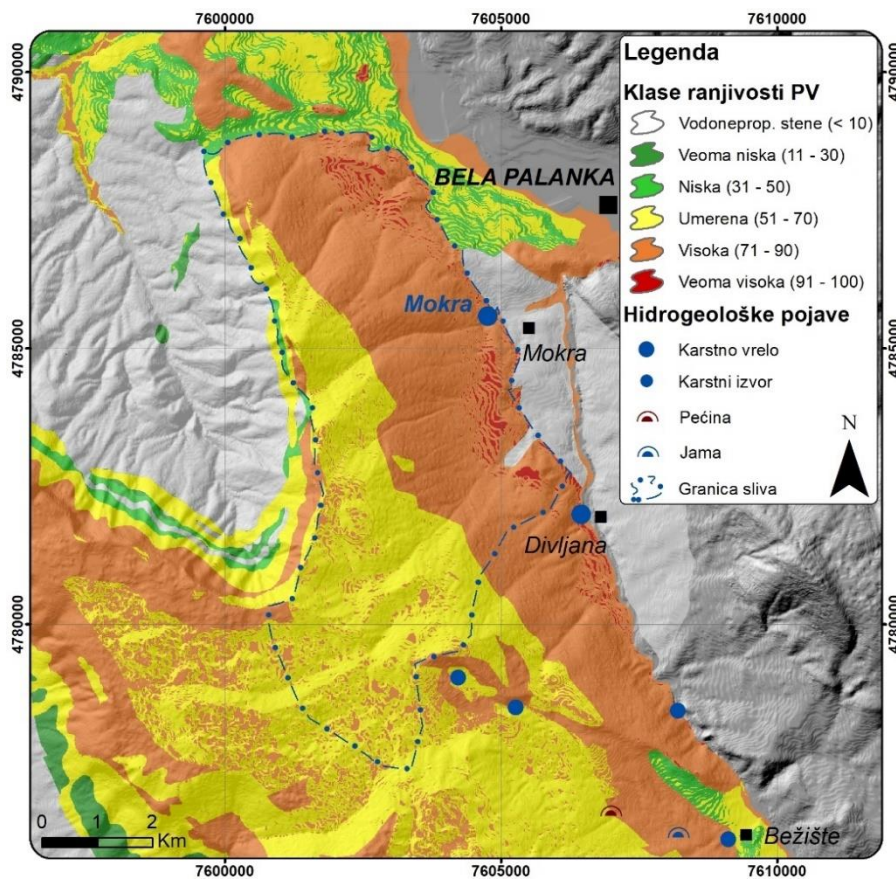 7600000
7605000
7610000
4790000
4790000
Legenda
Klase ranjivosti PV
Vodoneprop. stene (< 10)
Veoma niska (11 - 30)
Niska (31 - 50)
Umerena (51 - 70)
Visoka (71 - 90)
Veoma visoka (91 - 100)
Hidrogeološke pojave
Karstno vrelo
Karstni izvor
Pećina
Jama
Granica sliva
N
BELA PALANKA
Mokra
Mokra
4785000
4785000
Divljana
4780000
4780000
Bežište
0 1 2
Km
7600000
7605000
7610000